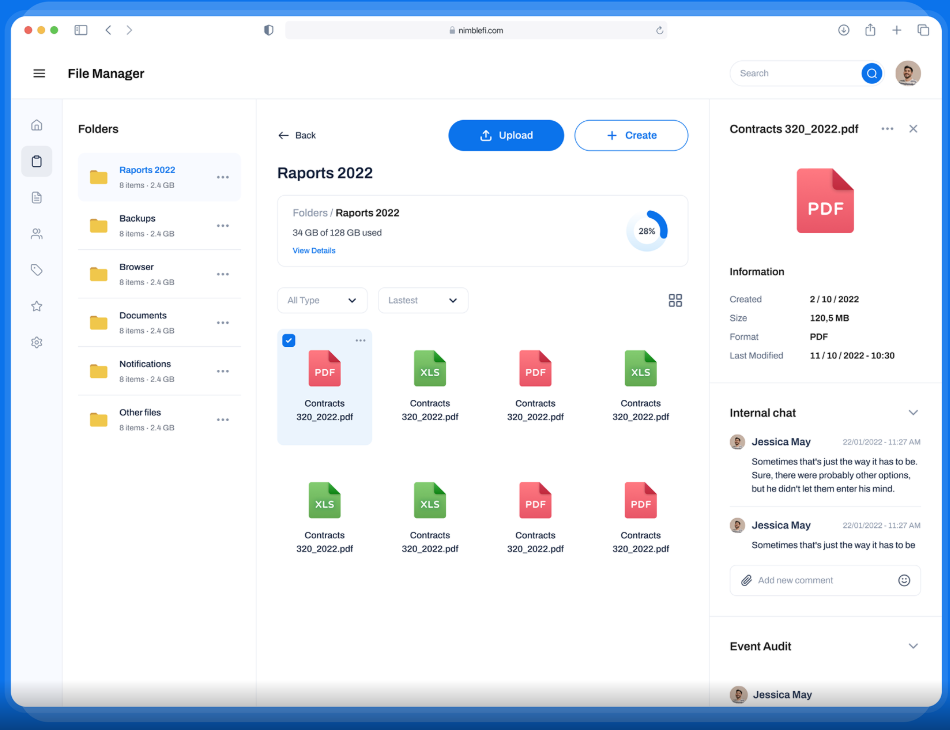 nimblefi.com
File Manager
Search
Folders
Raports 2022
8 items · 2.4 GB
Backups
8 items · 2.4 GB
Browser
8 items · 2.4 GB
Documents
8 items · 2.4 GB
Notifications
8 items · 2.4 GB
Other files
8 items · 2.4 GB
Back
Upload
Create
Raports 2022
Folders / Raports 2022
34 GB of 128 GB used
View Details
28%
All Type
Lastest
PDF
Contracts
320_2022.pdf
XLS
Contracts
320_2022.pdf
PDF
Contracts
320_2022.pdf
XLS
Contracts
320_2022.pdf
XLS
Contracts
320_2022.pdf
XLS
Contracts
320_2022.pdf
PDF
Contracts
320_2022.pdf
PDF
Contracts
320_2022.pdf
Contracts 320_2022.pdf
PDF
Information
Created 2 / 10 / 2022
Size 120,5 MB
Format PDF
Last Modified 11 / 10 / 2022 - 10:30
Internal chat
Jessica May 22/01/2022 - 11:27 AM
Sometimes that's just the way it has to be.
Sure, there were probably other options,
but he didn't let them enter his mind.
Jessica May 22/01/2022 - 11:27 AM
Sometimes that's just the way it has to be
Add new comment
Event Audit
Jessica May